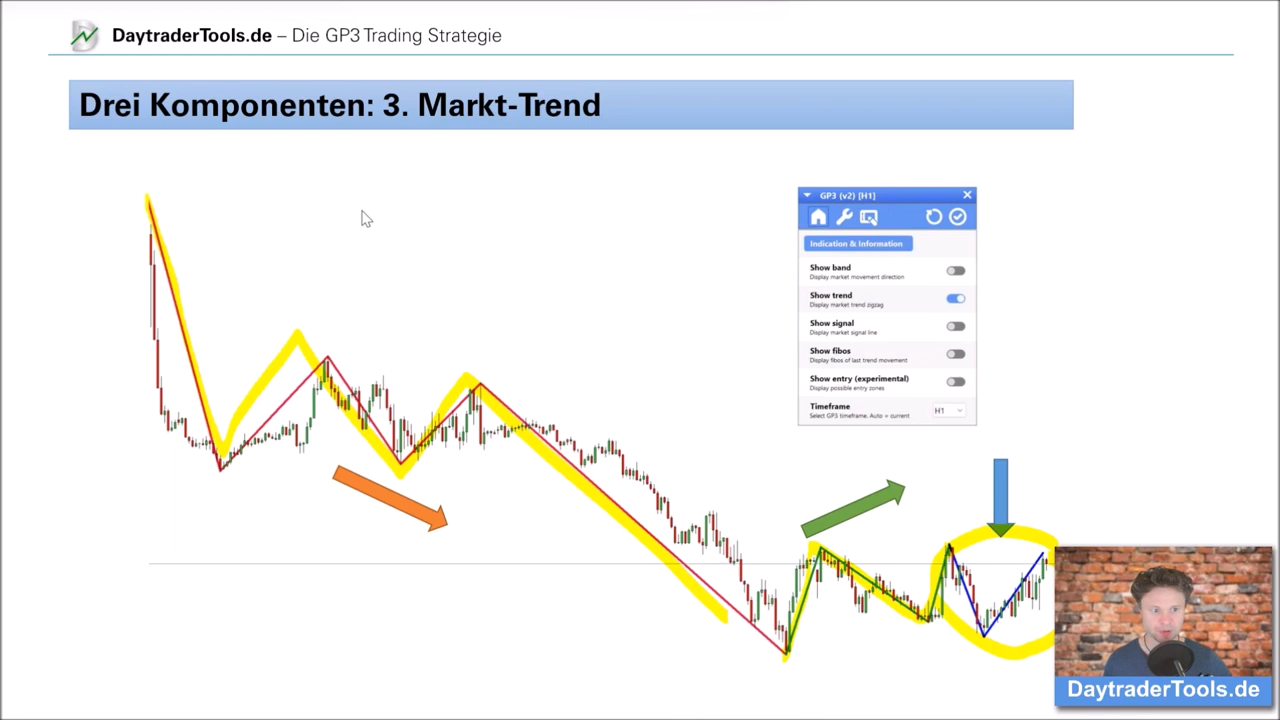 DaytraderTools.de – Die GP3 Trading Strategie
Drei Komponenten: 3. Markt-Trend
GP3 (v2) [H1]
Indication & Information
Show band
Display market movement direction
Show trend
Display market trend zigzag
Show signal
Display market signal line
Show fibos
Display fibos of last trend movement
Show entry (experimental)
Display possible entry zones
Timeframe
H1
Select GP3 timeframe. Auto = current
DaytraderTools.de